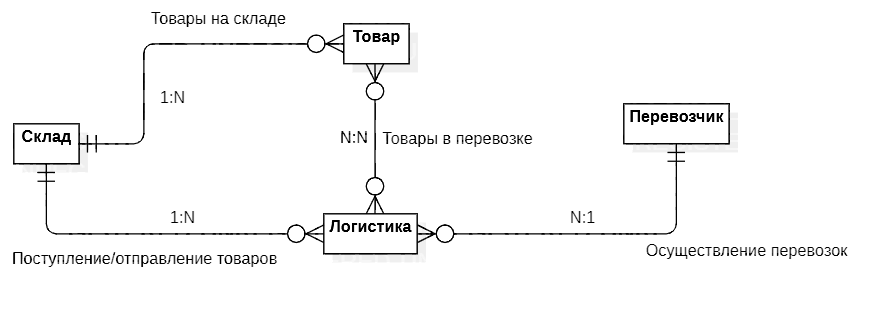 Товары на складе
Товар
1:N
Склад
Перевозчик
N:N
Товары в перевозке
1:N
Логистика
N:1
Поступление/отправление товаров
Осуществление перевозок